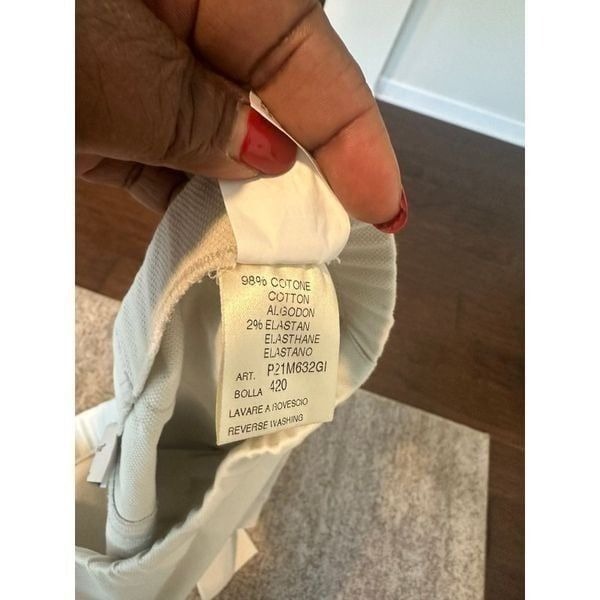 98% COTONE
COTTON
ALGODON
2% ELASTAN
ELASTHANE
ELASTANO
ART. P21M632GI
BOLLA 420
LAVARE A ROVESCIO
REVERSE WASHING